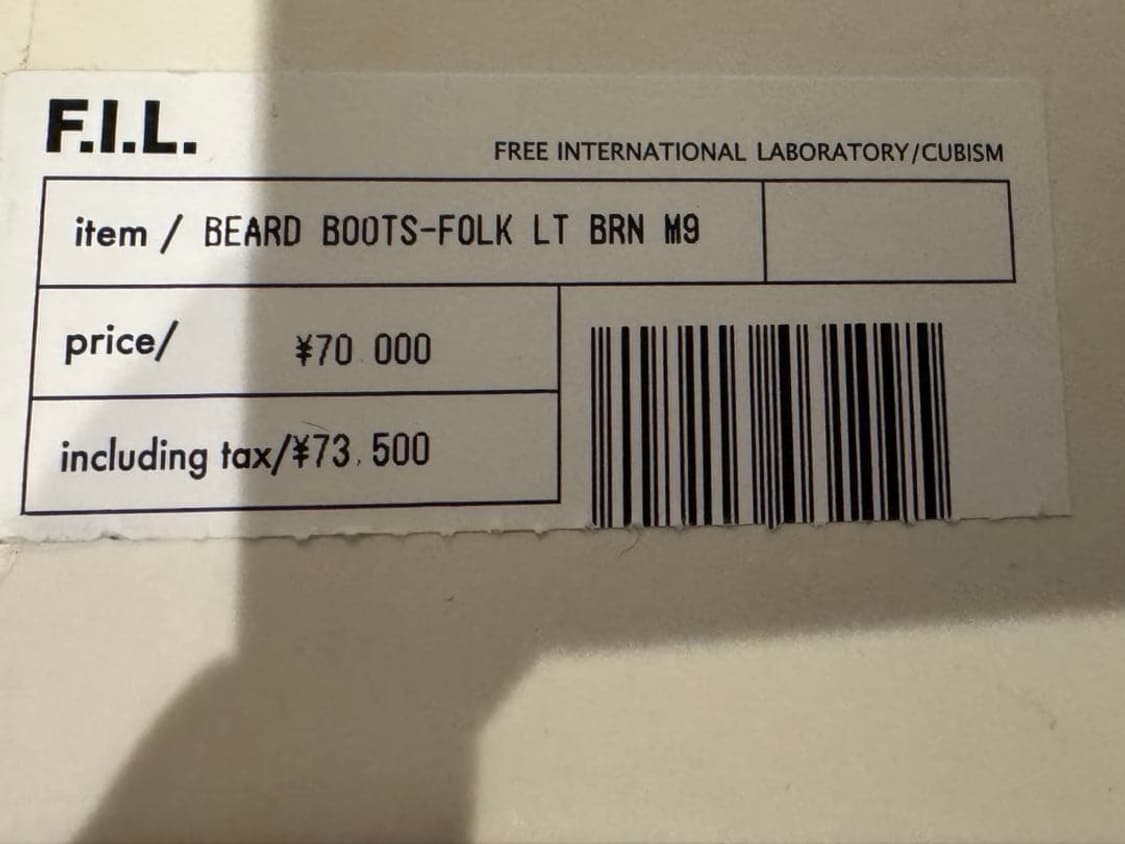 F.I.L.
FREE INTERNATIONAL LABORATORY/CUBISM
item / BEARD BOOTS-FOLK LT BRN M9
price/ ¥70 000
including tax/¥73,500